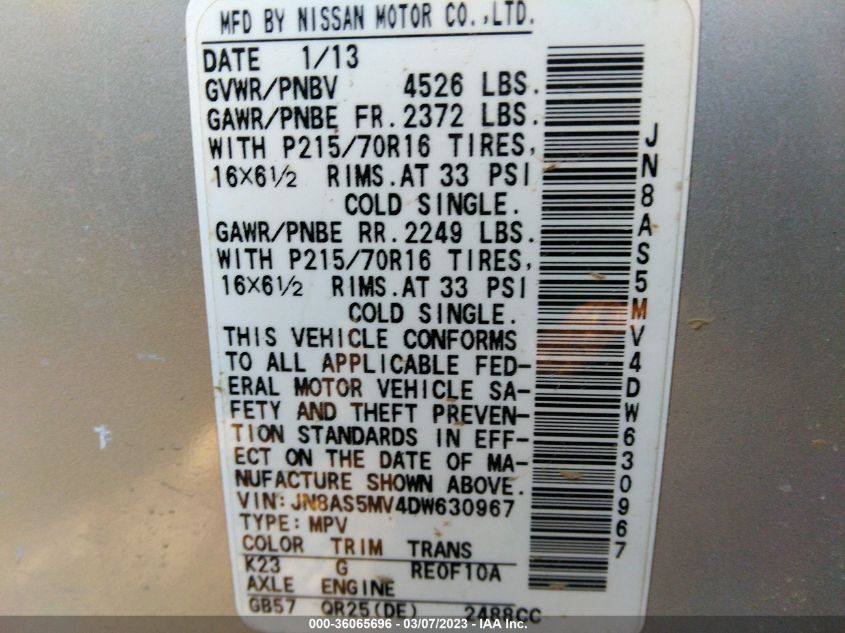 MFD BY NISSAN MOTOR CO.,LTD.
DATE 1/13
GVWR/PNBV 4526 LBS.
GAWR/PNBE FR.2372 LBS.
WITH P215/70R16 TIRES,
16×6½ RIMS.AT 33 PSI
COLD SINGLE.
GAWR/PNBE RR.2249 LBS.
WITH P215/70R16 TIRES,
16×6½ RIMS.AT 33 PSI
COLD SINGLE.
THIS VEHICLE CONFORMS
TO ALL APPLICABLE FED-
ERAL MOTOR VEHICLE SA-
FETY AND THEFT PREVEN-
TION STANDARDS IN EFF-
ECT ON THE DATE OF MA-
NUFACTURE SHOWN ABOVE.
VIN:JN8AS5MV4DW630967
TYPE:MPV
COLOR TRIM TRANS
K23 G RE0F10A
AXLE ENGINE
GB57 QR25(DE) 2488CC
JN8AS5MV4DW630967
000-36065696 - 03/07/2023 - IAA Inc.